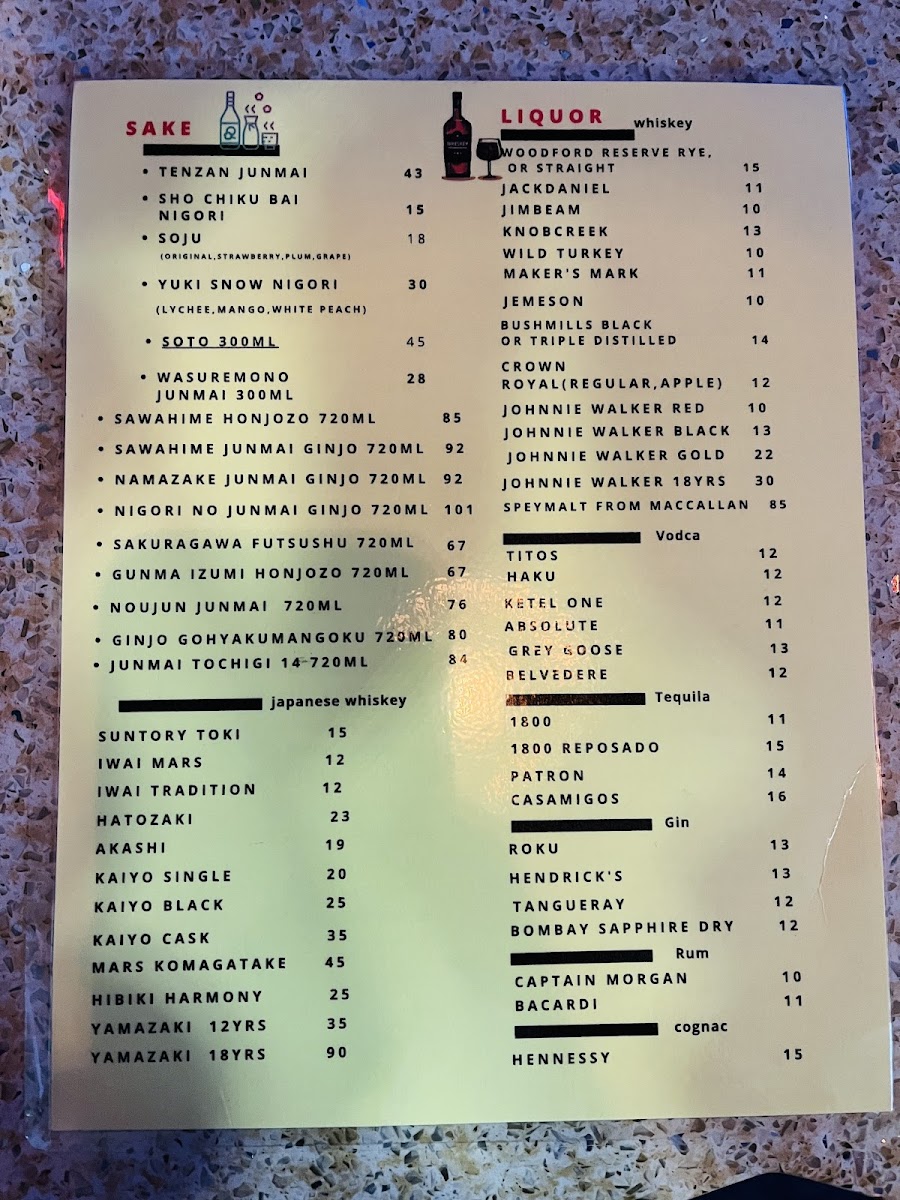 SAKE
• TENZAN JUNMAI 43
• SHO CHIKU BAI
NIGORI 15
• SOJU 18
(ORIGINAL,STRAWBERRY,PLUM,GRAPE)
• YUKI SNOW NIGORI 30
(LYCHEE,MANGO,WHITE PEACH)
• SOTO 300ML 45
• WASUREMONO 28
JUNMAI 300ML
• SAWAHIME HONJOZO 720ML 85
• SAWAHIME JUNMAI GINJO 720ML 92
• NAMAZAKE JUNMAI GINJO 720ML 92
• NIGORI NO JUNMAI GINJO 720ML 101
• SAKURAGAWA FUTSUSHU 720ML 67
• GUNMA IZUMI HONJOZO 720ML 67
• NOUJUN JUNMAI 720ML 76
• GINJO GOHYAKUMANGOKU 720ML 80
• JUNMAI TOCHIGI 14 720ML 84
japanese whiskey
SUNTORY TOKI 15
IWAI MARS 12
IWAI TRADITION 12
HATOZAKI 23
AKASHI 19
KAIYO SINGLE 20
KAIYO BLACK 25
KAIYO CASK 35
MARS KOMAGATAKE 45
HIBIKI HARMONY 25
YAMAZAKI 12YRS 35
YAMAZAKI 18YRS 90
LIQUOR whiskey
WOODFORD RESERVE RYE,
OR STRAIGHT 15
JACKDANIEL 11
JIMBEAM 10
KNOBCREEK 13
WILD TURKEY 10
MAKER'S MARK 11
JEMESON 10
BUSHMILLS BLACK
OR TRIPLE DISTILLED 14
CROWN
ROYAL(REGULAR,APPLE) 12
JOHNNIE WALKER RED 10
JOHNNIE WALKER BLACK 13
JOHNNIE WALKER GOLD 22
JOHNNIE WALKER 18YRS 30
SPEYMALT FROM MACCALLAN 85
Vodca
TITOS 12
HAKU 12
KETEL ONE 12
ABSOLUTE 11
GREY GOOSE 13
BELVEDERE 12
Tequila
1800 11
1800 REPOSADO 15
PATRON 14
CASAMIGOS 16
Gin
ROKU 13
HENDRICK'S 13
TANGUERAY 12
BOMBAY SAPPHIRE DRY 12
Rum
CAPTAIN MORGAN 10
BACARDI 11
cognac
HENNESSY 15